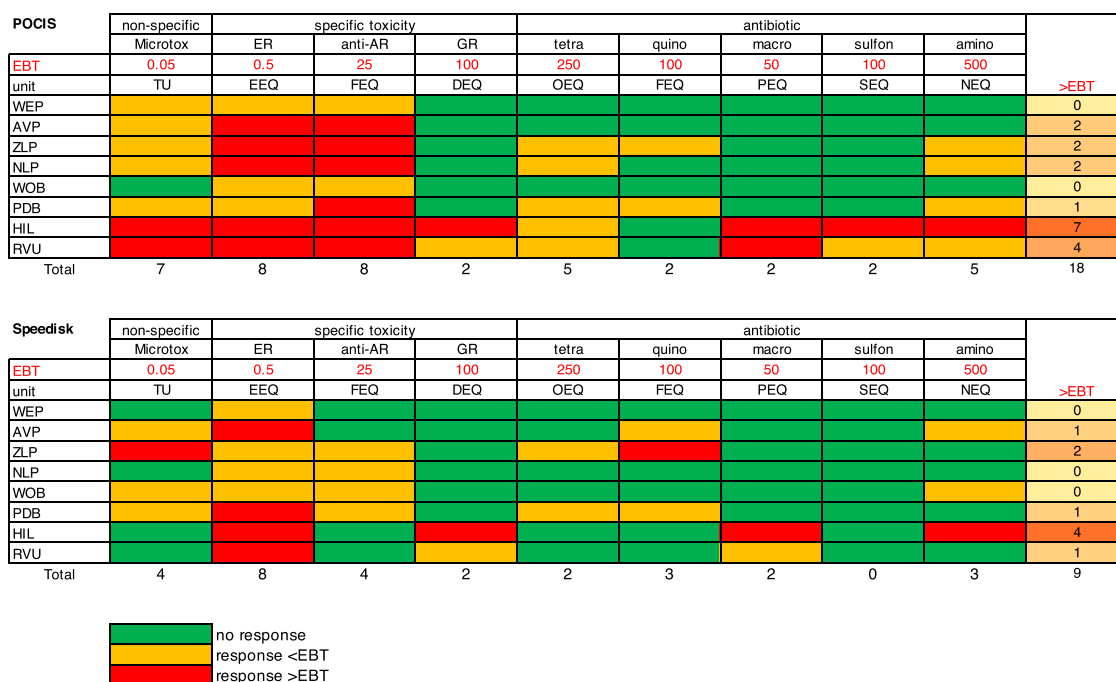 POCIS non-specific specific toxicity antibiotic
Microtox ER anti-AR GR tetra quino macro sulfon amino
EBT 0.05 0.5 25 100 250 100 50 100 500
unit TU EEQ FEQ DEQ OEQ FEQ PEQ SEQ NEQ >EBT
WEP 0
AVP 2
ZLP 2
NLP 2
WOB 0
PDB 1
HIL 7
RVU 4
Total 7 8 8 2 5 2 2 2 5 18
Speedisk non-specific specific toxicity antibiotic
Microtox ER anti-AR GR tetra quino macro sulfon amino
EBT 0.05 0.5 25 100 250 100 50 100 500
unit TU EEQ FEQ DEQ OEQ FEQ PEQ SEQ NEQ >EBT
WEP 0
AVP 1
ZLP 2
NLP 0
WOB 0
PDB 1
HIL 4
RVU 1
Total 4 8 4 2 2 3 2 0 3 9
no response
response <EBT
response >EBT